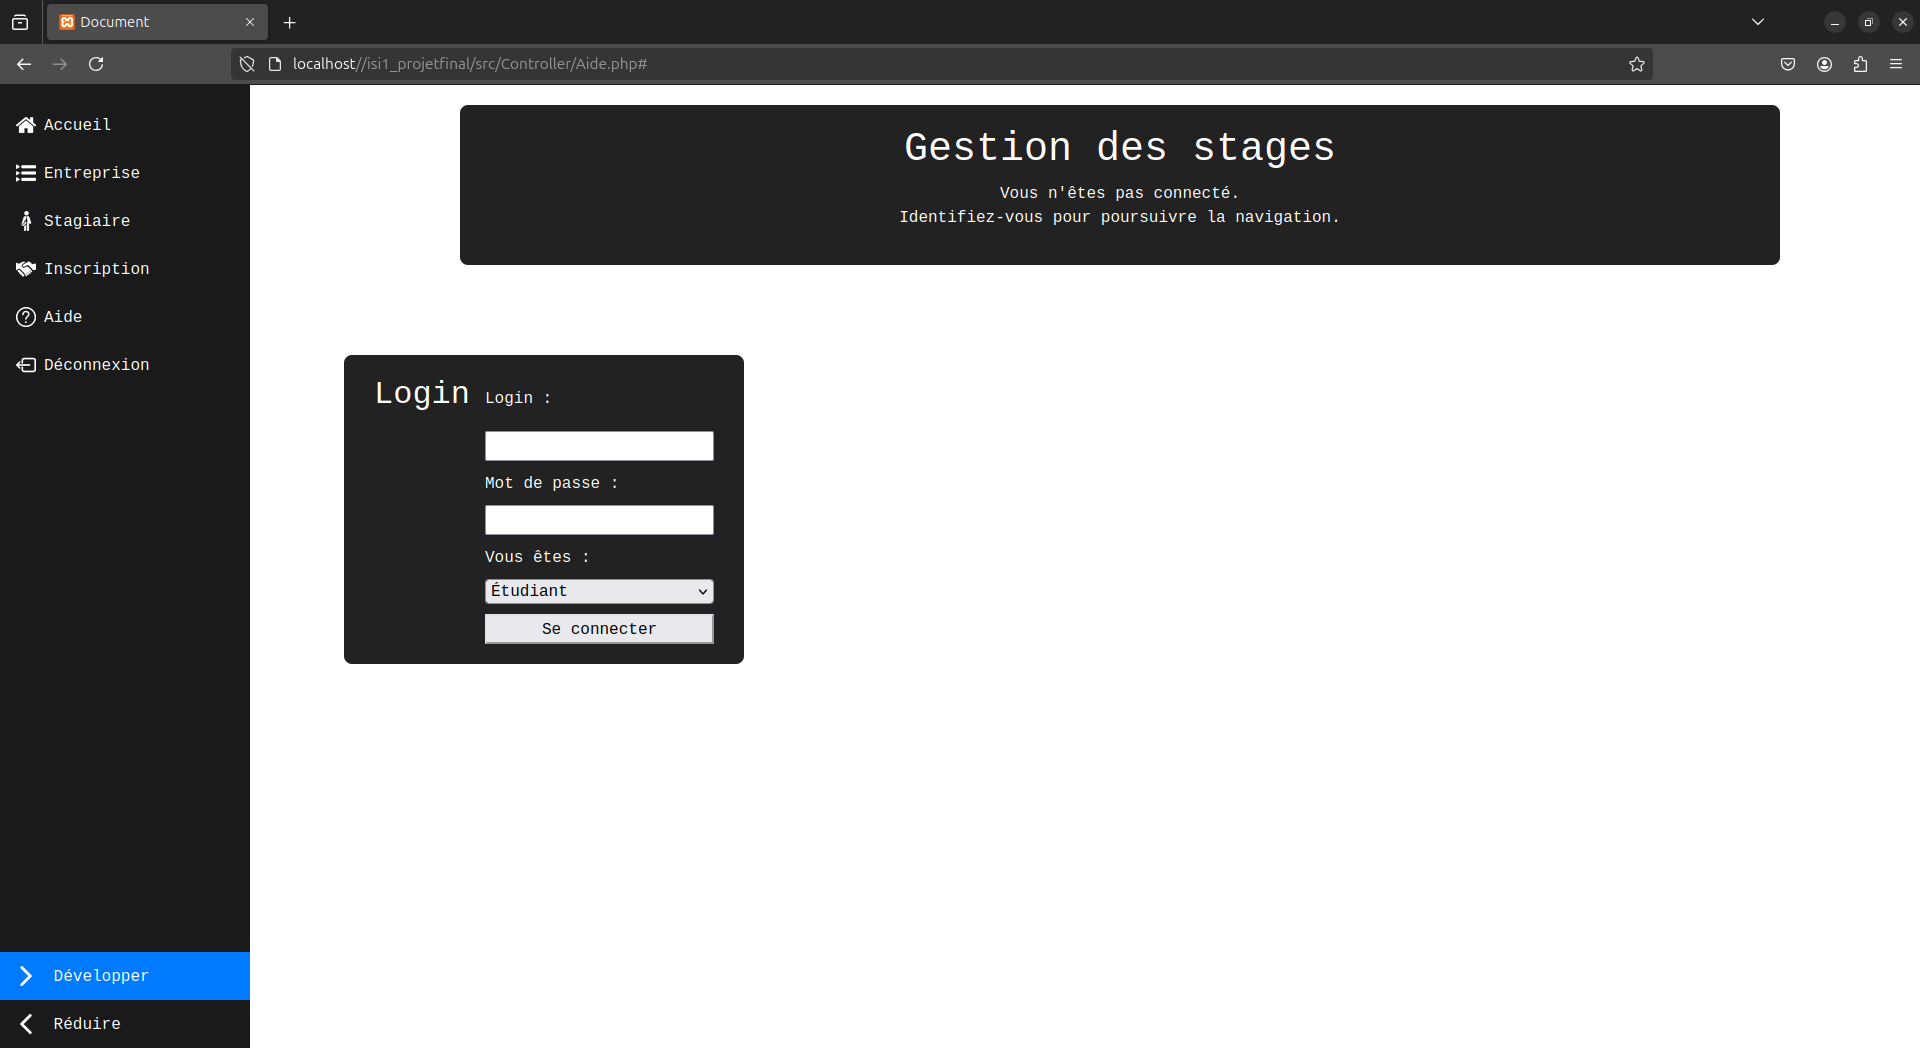 Document
localhost//isi1_projetfinal/src/Controller/Aide.php#
Accueil
Entreprise
Stagiaire
Inscription
Aide
Déconnexion
Gestion des stages
Vous n'êtes pas connecté.
Identifiez-vous pour poursuivre la navigation.
Login
Login :
Mot de passe :
Vous êtes :
Étudiant
Se connecter
Développer
Réduire